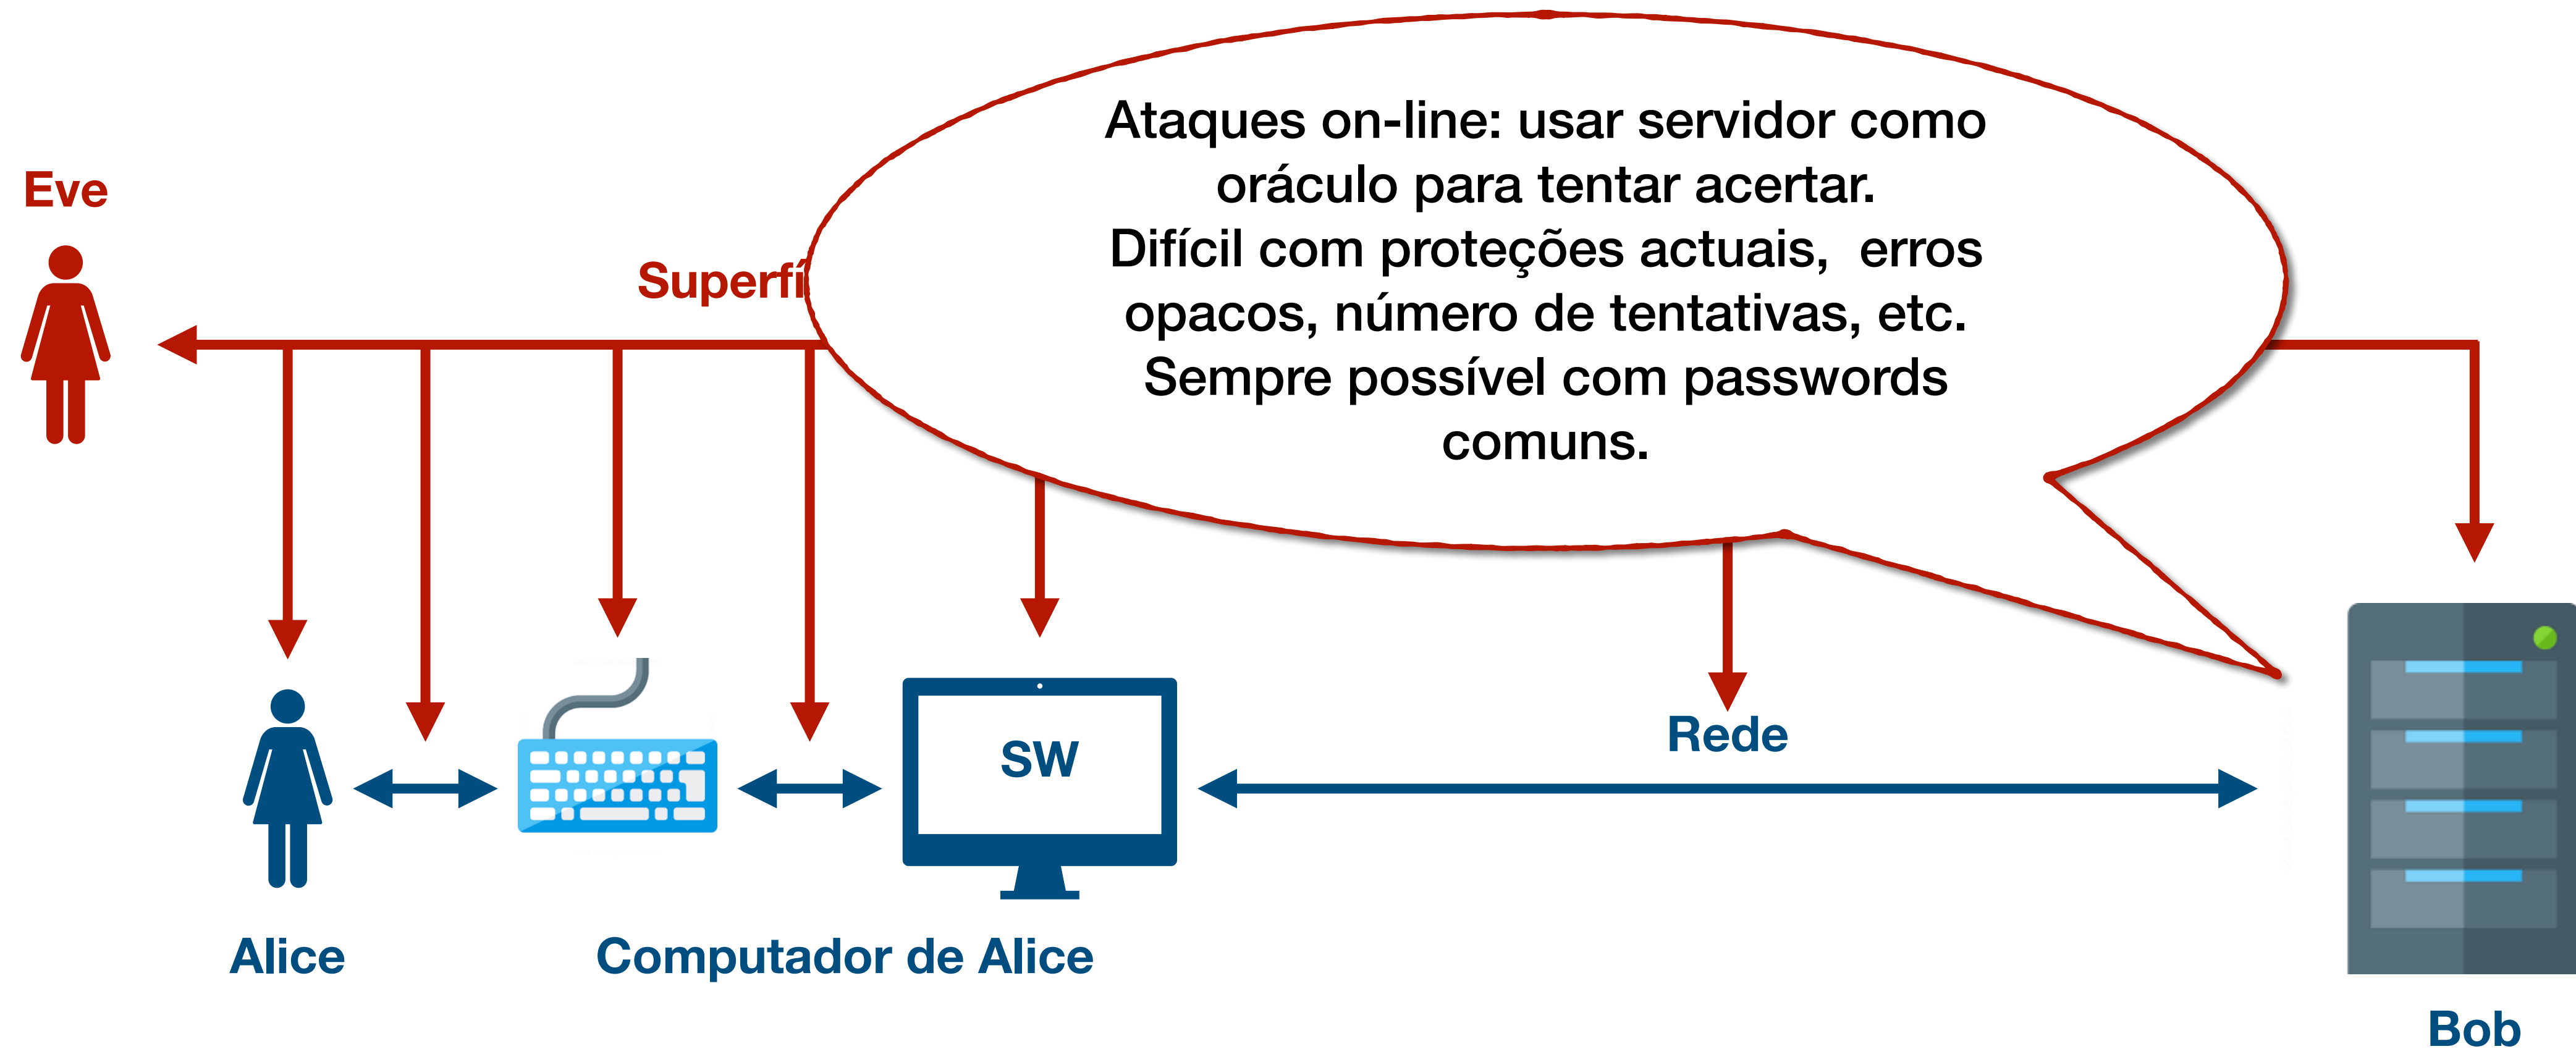 Ataques on-line: usar servidor como
oráculo para tentar acertar.
Difícil com proteções actuais, erros
opacos, número de tentativas, etc.
Sempre possível com passwords
comuns.
Eve
Superfí
SW
Rede
Alice
Computador de Alice
Bob